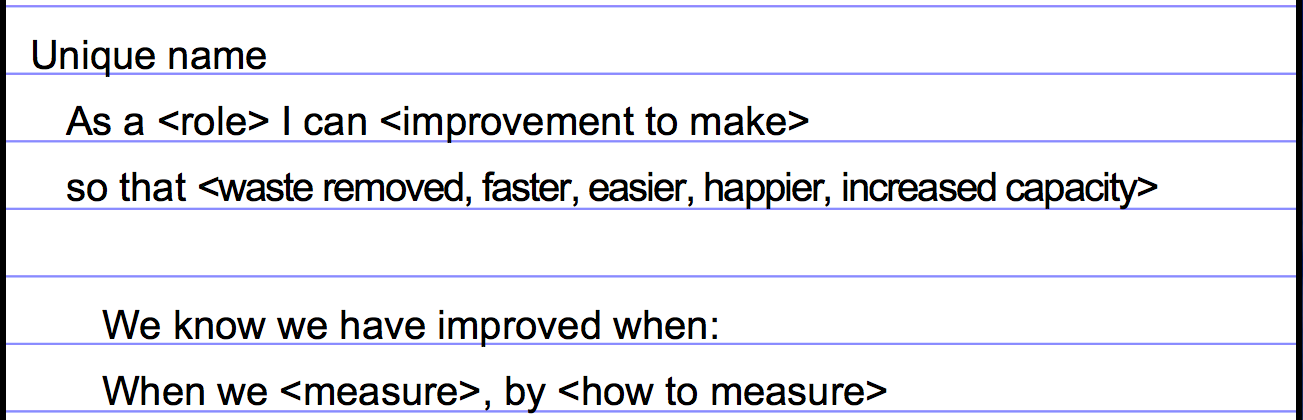 Unique name
As a <role> I can <improvement to make>
so that <waste removed, faster, easier, happier, increased capacity>
We know we have improved when:
When we <measure>, by <how to measure>